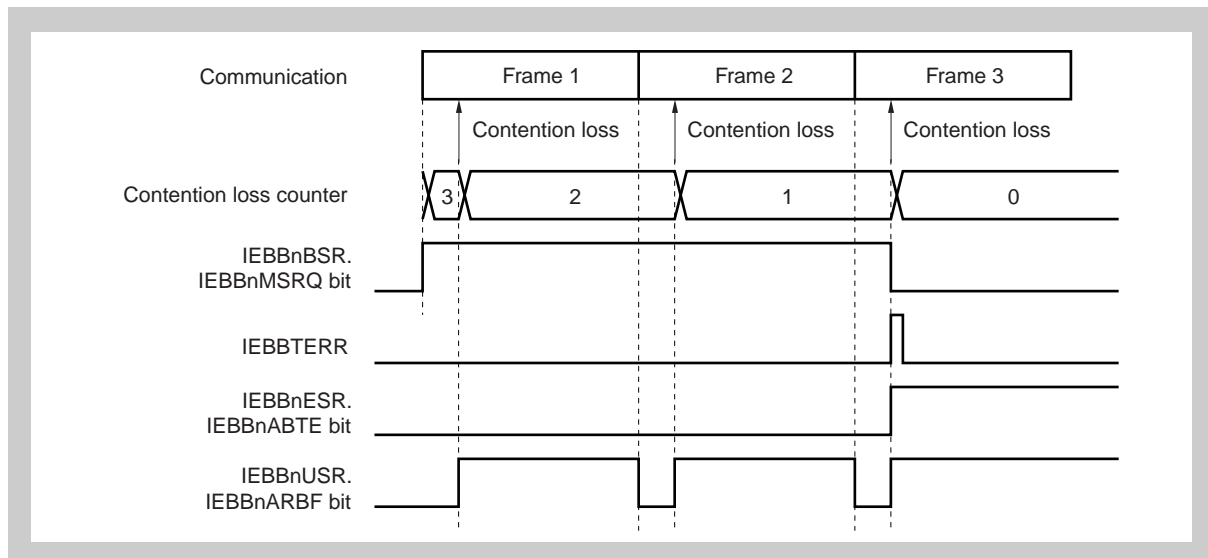 Communication
Frame 1
Frame 2
Frame 3
Contention loss
Contention loss
Contention loss
Contention loss counter
3
2
1
0
IEBBnBSR.
IEBBnMSRQ bit
IEBBTERR
IEBBnESR.
IEBBnABTE bit
IEBBnUSR.
IEBBnARBF bit